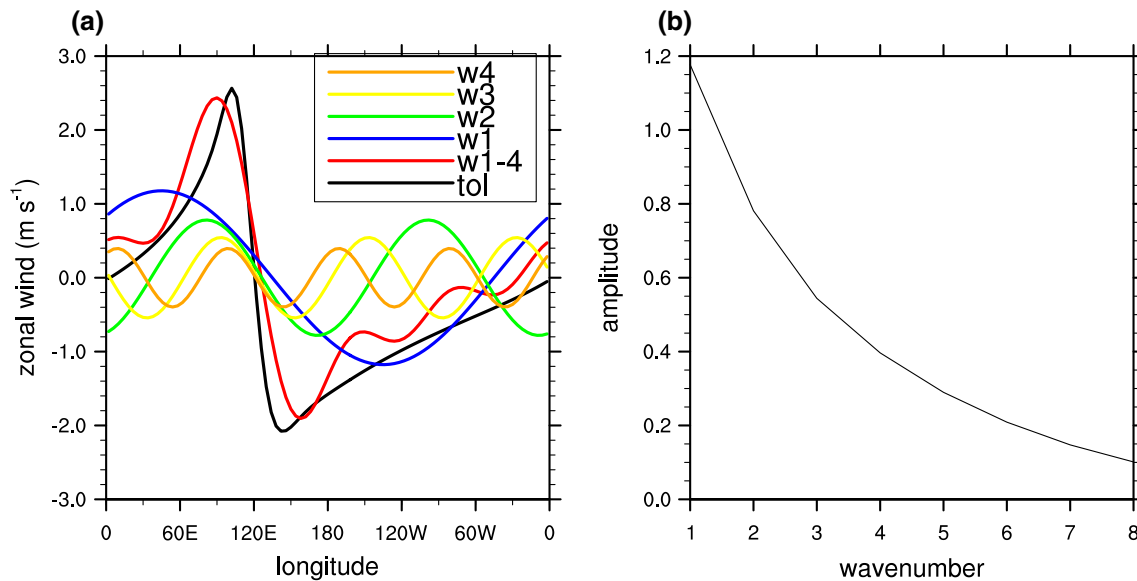 (a)
(b)
3.0
2.0
1.0
0.0
-1.0
-2.0
-3.0
zonal wind (m s⁻¹)
w4
w3
w2
w1
w1-4
tol
0 60E 120E 180 120W 60W 0
longitude
1.2
1.0
0.8
0.6
0.4
0.2
0.0
amplitude
1 2 3 4 5 6 7 8
wavenumber